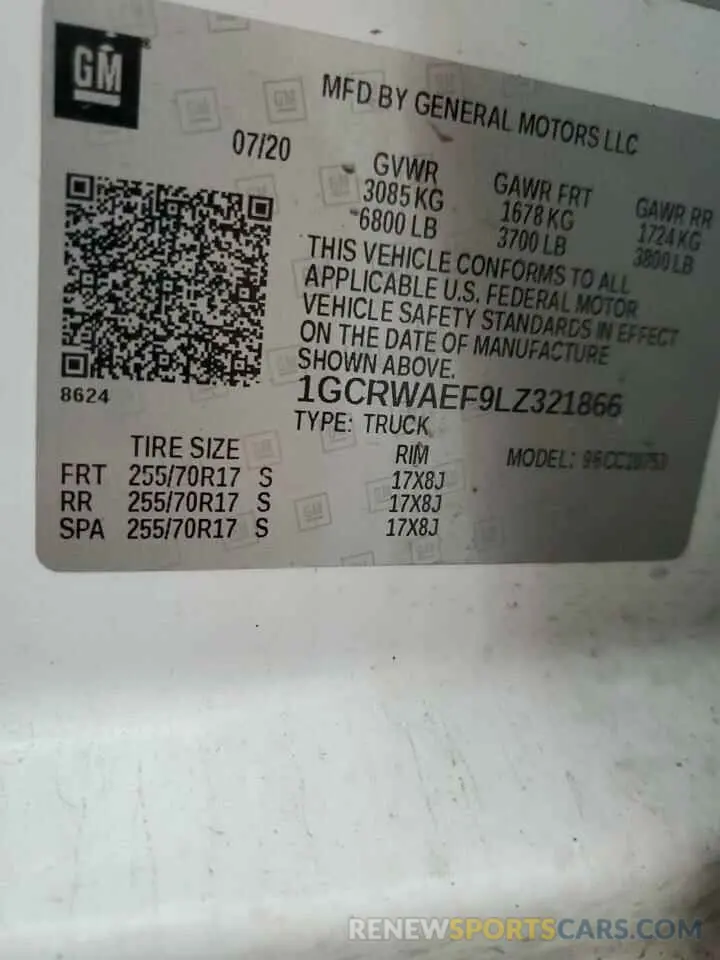 GM
MFD BY GENERAL MOTORS LLC
07/20
GVWR GAWR FRT GAWR RR
3085 KG 1678 KG 1724 KG
6800 LB 3700 LB 3800 LB
THIS VEHICLE CONFORMS TO ALL
APPLICABLE U.S. FEDERAL MOTOR
VEHICLE SAFETY STANDARDS IN EFFECT
ON THE DATE OF MANUFACTURE
SHOWN ABOVE.
8624
1GCRWAEF9LZ321866
TYPE: TRUCK
TIRE SIZE RIM MODEL:
FRT 255/70R17 S 17X8J
RR 255/70R17 S 17X8J
SPA 255/70R17 S 17X8J
RENEWSPORTSCARS.COM